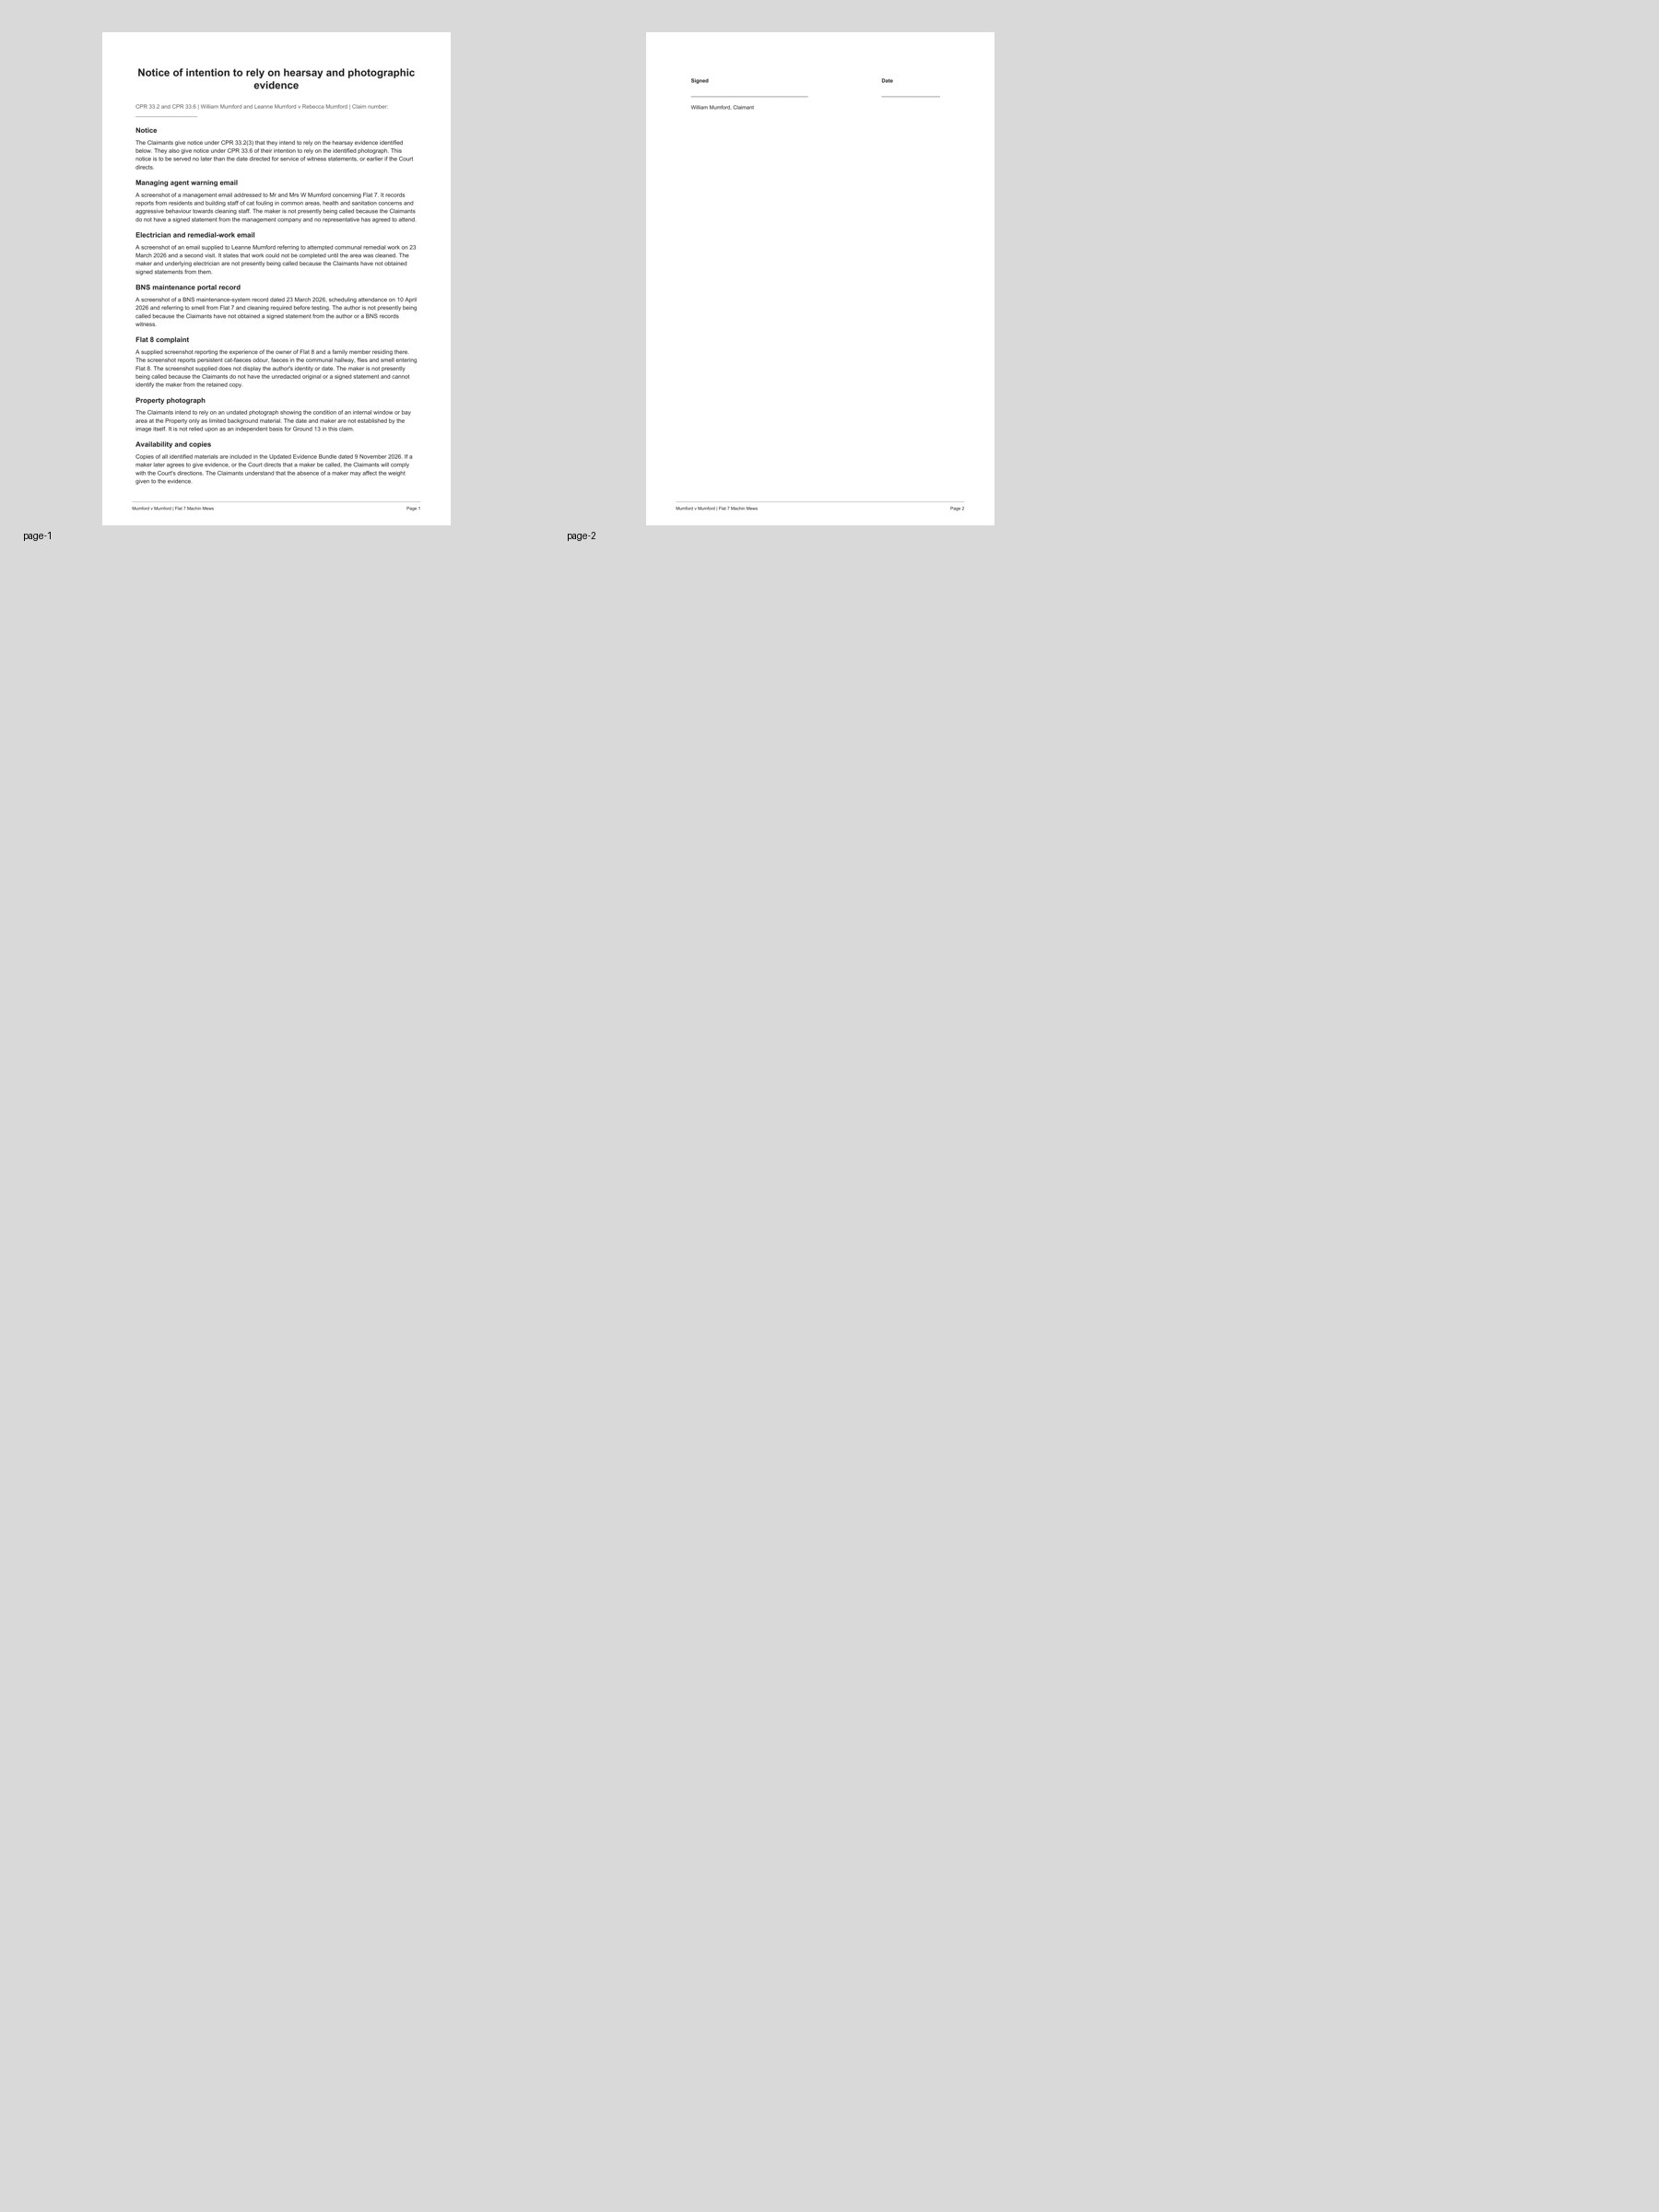 Notice of intention to rely on hearsay and photographic
evidence
CPR 33.2 and CPR 33.6 | William Mumford and Leanne Mumford v Rebecca Mumford | Claim number:
____________________
Notice
The Claimants give notice under CPR 33.2(3) that they intend to rely on the hearsay evidence identified
below. They also give notice under CPR 33.6 of their intention to rely on the identified photograph. This
notice is to be served no later than the date directed for service of witness statements, or earlier if the Court
directs.
Managing agent warning email
A screenshot of a management email addressed to Mr and Mrs W Mumford concerning Flat 7. It records
reports from residents and building staff of cat fouling in common areas, health and sanitation concerns and
aggressive behaviour towards cleaning staff. The maker is not presently being called because the Claimants
do not have a signed statement from the management company and no representative has agreed to attend.
Electrician and remedial-work email
A screenshot of an email supplied to Leanne Mumford referring to attempted communal remedial work on 23
March 2026 and a second visit. It states that work could not be completed until the area was cleaned. The
maker and underlying electrician are not presently being called because the Claimants have not obtained
signed statements from them.
BNS maintenance portal record
A screenshot of a BNS maintenance-system record dated 23 March 2026, scheduling attendance on 10 April
2026 and referring to smell from Flat 7 and cleaning required before testing. The author is not presently being
called because the Claimants have not obtained a signed statement from the author or a BNS records
witness.
Flat 8 complaint
A supplied screenshot reporting the experience of the owner of Flat 8 and a family member residing there.
The screenshot reports persistent cat-faeces odour, faeces in the communal hallway, flies and smell entering
Flat 8. The screenshot supplied does not display the author's identity or date. The maker is not presently
being called because the Claimants do not have the unredacted original or a signed statement and cannot
identify the maker from the retained copy.
Property photograph
The Claimants intend to rely on an undated photograph showing the condition of an internal window or bay
area at the Property only as limited background material. The date and maker are not established by the
image itself. It is not relied upon as an independent basis for Ground 13 in this claim.
Availability and copies
Copies of all identified materials are included in the Updated Evidence Bundle dated 9 November 2026. If a
maker later agrees to give evidence, or the Court directs that a maker be called, the Claimants will comply
with the Court's directions. The Claimants understand that the absence of a maker may affect the weight
given to the evidence.
Mumford v Mumford | Flat 7 Machin Mews Page 1
page-1
Signed Date
William Mumford, Claimant
Mumford v Mumford | Flat 7 Machin Mews Page 2
page-2